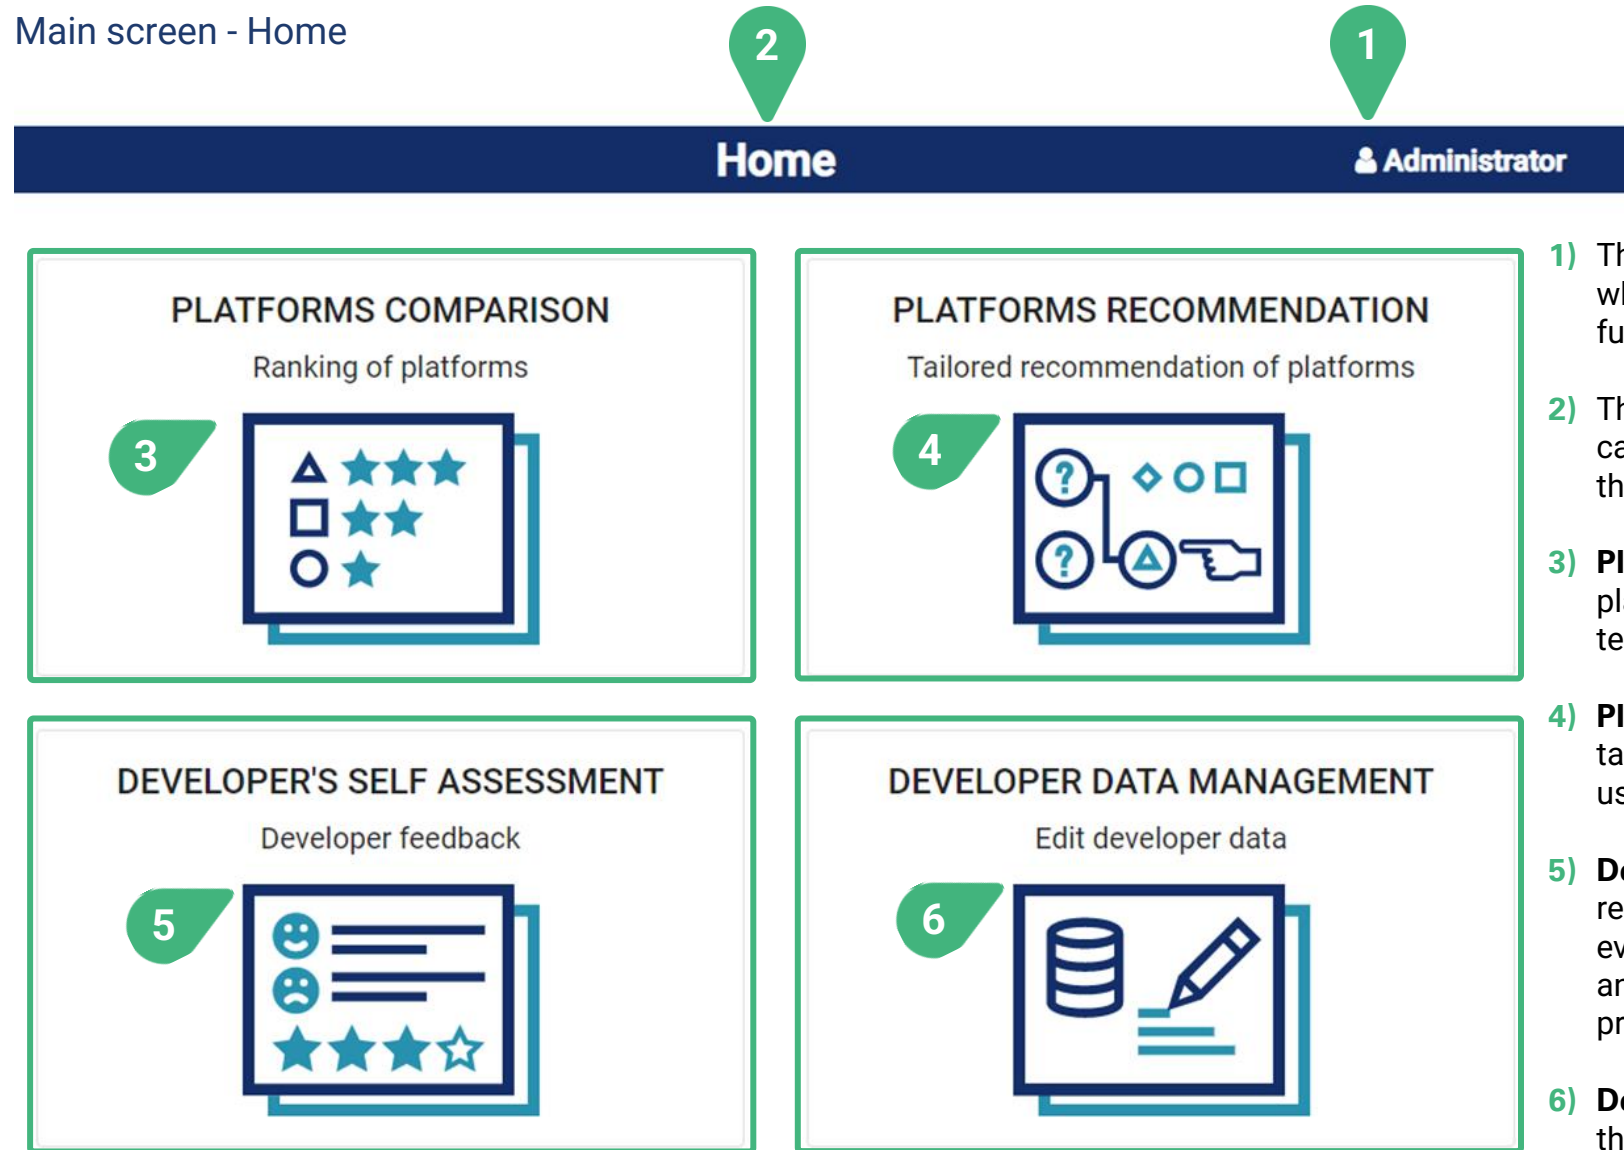 Main screen - Home
2
1
Home
Administrator
PLATFORMS COMPARISON
Ranking of platforms
3
PLATFORMS RECOMMENDATION
Tailored recommendation of platforms
4
? 
?
DEVELOPER'S SELF ASSESSMENT
Developer feedback
5
DEVELOPER DATA MANAGEMENT
Edit developer data
6
1)
2)
3)
4)
5)
6)